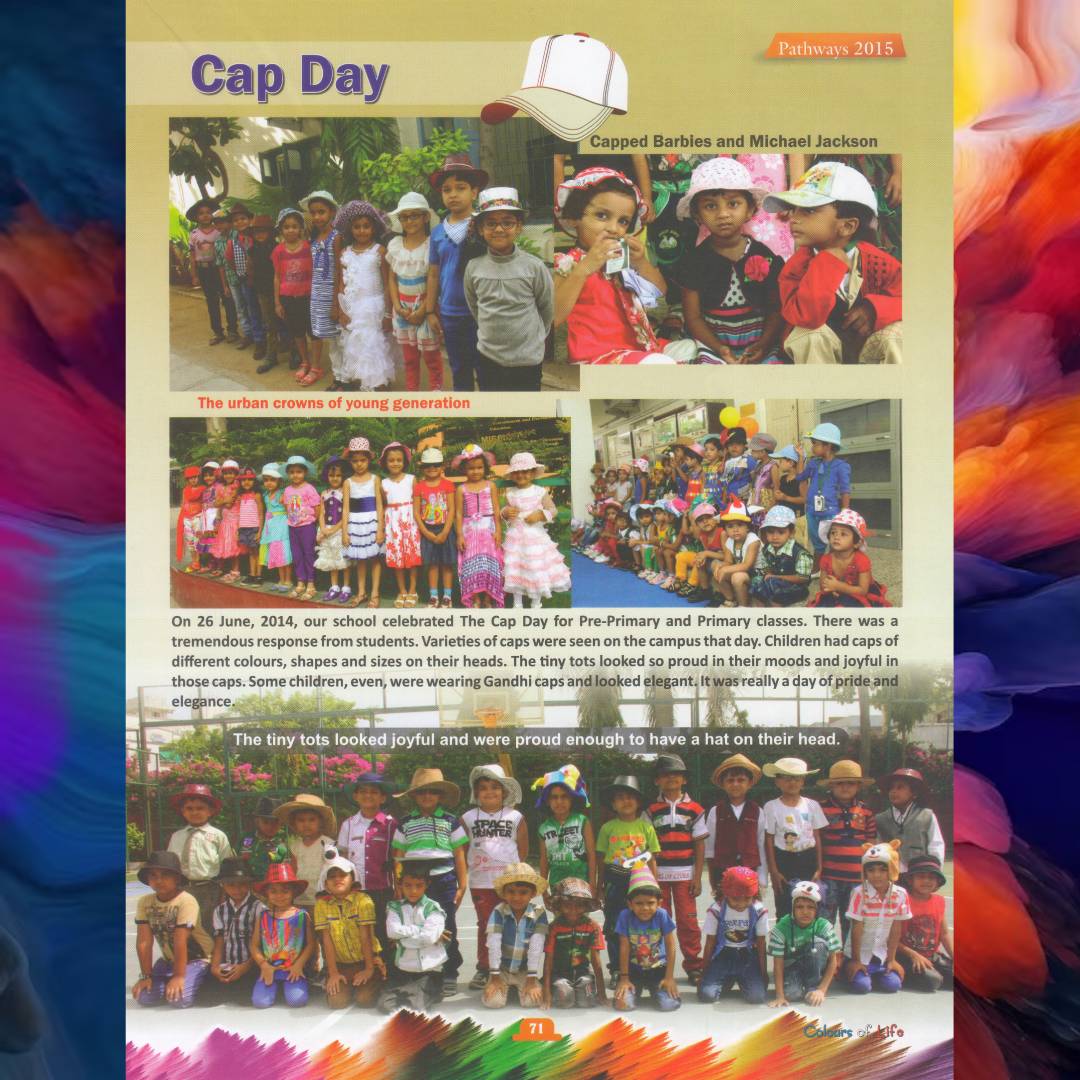 Cap Day
Pathways 2015
Capped Barbies and Michael Jackson
The urban crowns of young generation
On 26 June, 2014, our school celebrated The Cap Day for Pre-Primary and Primary classes. There was a
tremendous response from students. Varieties of caps were seen on the campus that day. Children had caps of
different colours, shapes and sizes on their heads. The tiny tots looked so proud in their moods and joyful in
those caps. Some children, even, were wearing Gandhi caps and looked elegant. It was really a day of pride and
elegance.
The tiny tots looked joyful and were proud enough to have a hat on their head.
SPACE
HUNTER
STREET
71
Colours of Life